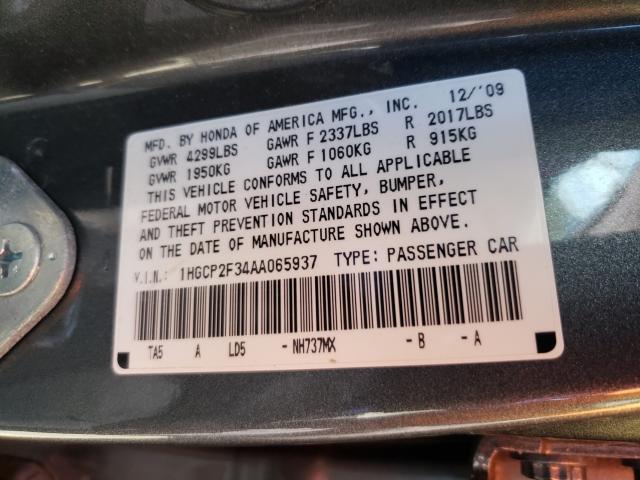 MFD. BY HONDA OF AMERICA MFG., INC. 12/'09
GVWR 4299LBS GAWR F 2337LBS R 2017LBS
GVWR 1950KG GAWR F 1060KG R 915KG
THIS VEHICLE CONFORMS TO ALL APPLICABLE
FEDERAL MOTOR VEHICLE SAFETY, BUMPER,
AND THEFT PREVENTION STANDARDS IN EFFECT
ON THE DATE OF MANUFACTURE SHOWN ABOVE.
V.I.N.: 1HGCP2F34AA065937 TYPE: PASSENGER CAR
TA5 A LD5 -NH737MX -B -A